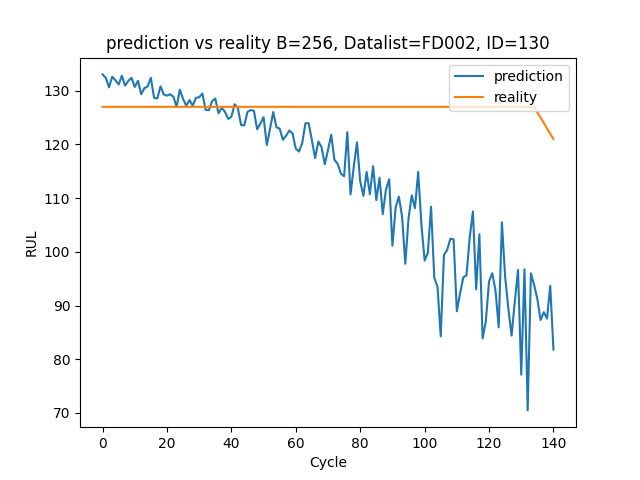 prediction vs reality B=256, Datalist=FD002, ID=130
prediction
reality
RUL
130
120
110
100
90
80
70
0 20 40 60 80 100 120 140
Cycle